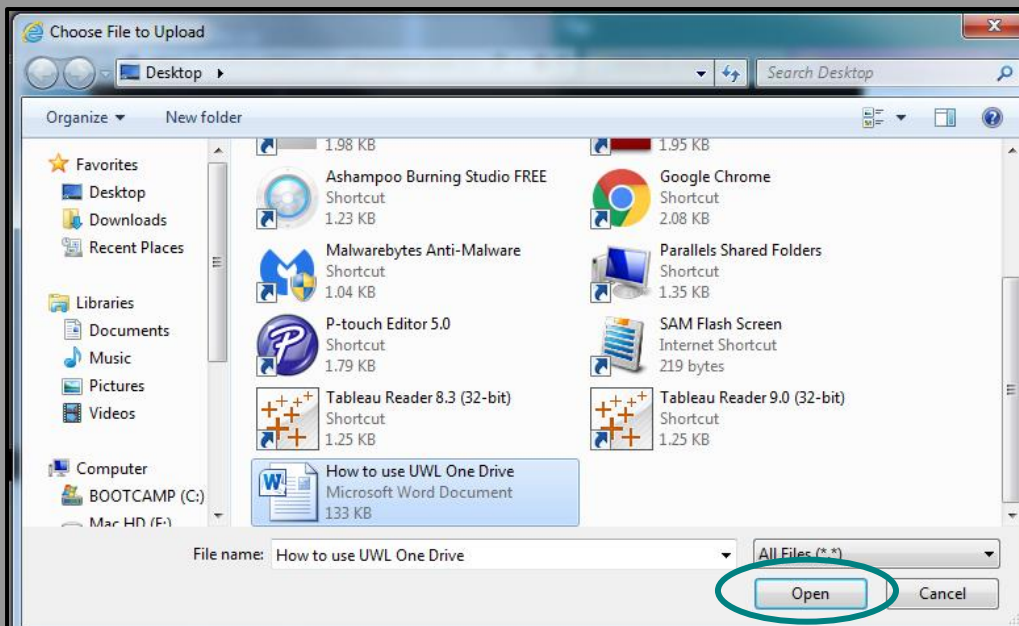 Choose File to Upload
Desktop
Search Desktop
Organize
New folder
Favorites
Desktop
Downloads
Recent Places
Libraries
Documents
Music
Pictures
Videos
Computer
BOOTCAMP (C:)
Mac HD (E:)
1.98 KB
1.95 KB
Ashampoo Burning Studio FREE
Shortcut
1.23 KB
Google Chrome
Shortcut
2.08 KB
Malwarebytes Anti-Malware
Shortcut
1.04 KB
Parallels Shared Folders
Shortcut
1.35 KB
P-touch Editor 5.0
Shortcut
1.79 KB
SAM Flash Screen
Internet Shortcut
219 bytes
Tableau Reader 8.3 (32-bit)
Shortcut
1.25 KB
Tableau Reader 9.0 (32-bit)
Shortcut
1.25 KB
How to use UWL One Drive
Microsoft Word Document
133 KB
File name: How to use UWL One Drive
All Files (*.*)
Open
Cancel